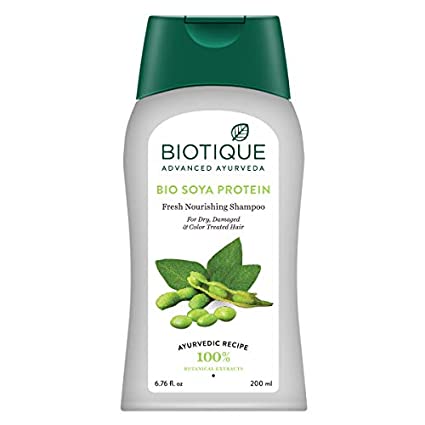 BIOTIQUE
ADVANCED AYURVEDA
BIO SOYA PROTEIN
Fresh Nourishing Shampoo
For Dry, Damaged
& Color Treated Hair
AYURVEDIC RECIPE
100%
BOTANICAL EXTRACTS
6.76 fl. oz 200 ml